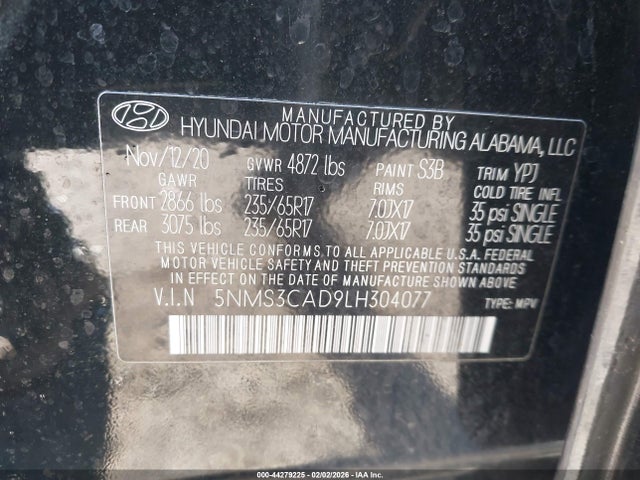 MANUFACTURED BY
HYUNDAI MOTOR MANUFACTURING ALABAMA, LLC
Nov/12/20 GVWR 4872 lbs PAINT S3B TRIM YPJ
GAWR TIRES RIMS COLD TIRE INFL
FRONT 2866 lbs 235/65R17 7.0JX17 35 psi SINGLE
REAR 3075 lbs 235/65R17 7.0JX17 35 psi SINGLE
THIS VEHICLE CONFORMS TO ALL APPLICABLE U.S.A. FEDERAL
MOTOR VEHICLE SAFETY AND THEFT PREVENTION STANDARDS
IN EFFECT ON THE DATE OF MANUFACTURE SHOWN ABOVE.
V.I.N 5NMS3CAD9LH304077 TYPE: MPV
000-44279225 - 02/02/2026 - IAA Inc.